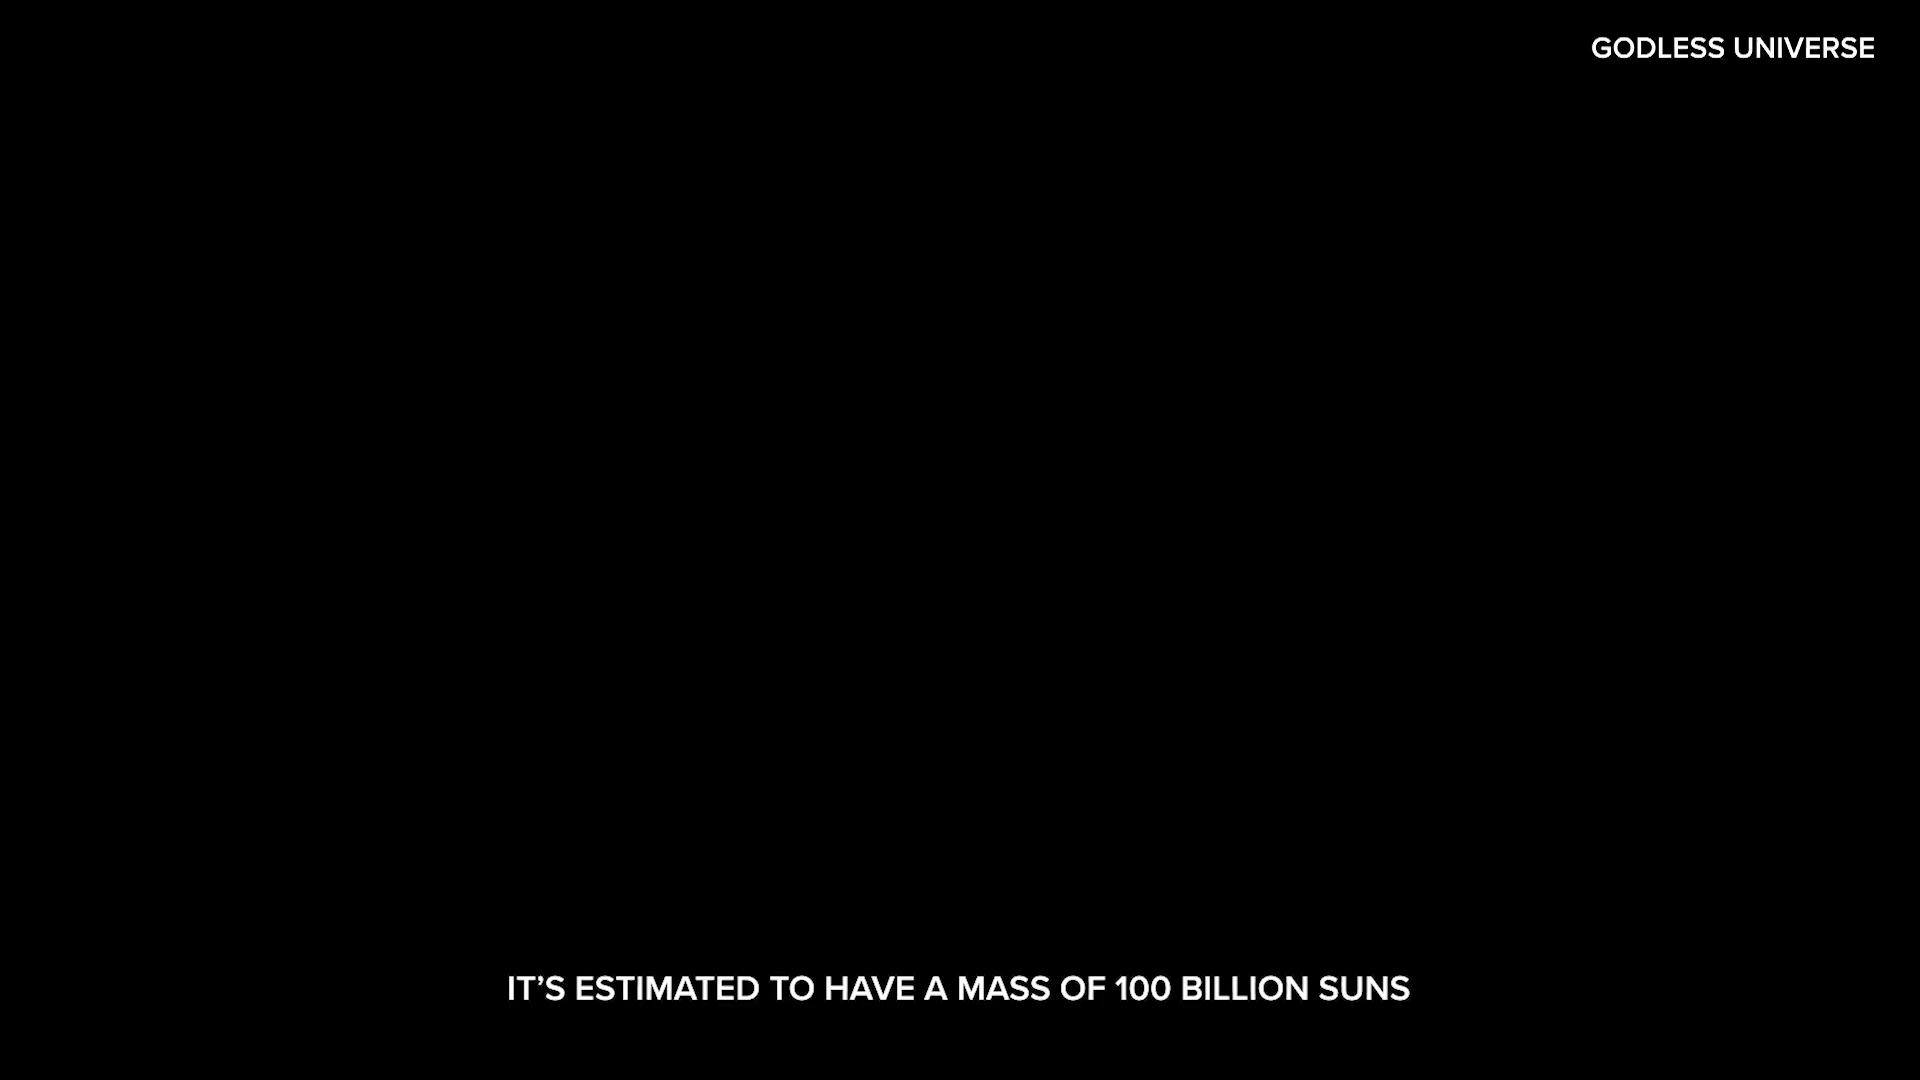 GODLESS UNIVERSE
IT’S ESTIMATED TO HAVE A MASS OF 100 BILLION SUNS